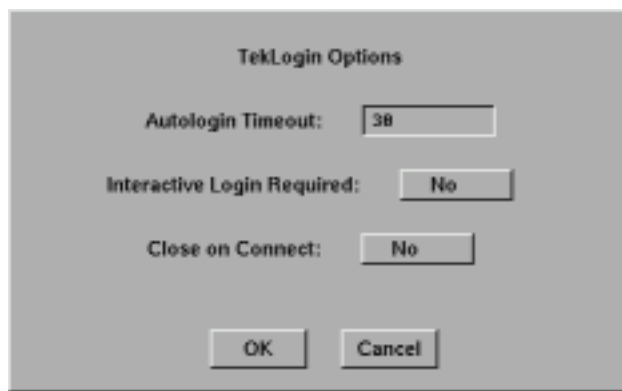 TekLogin Options
Autologin Timeout: 30
Interactive Login Required: No
Close on Connect: No
OK Cancel